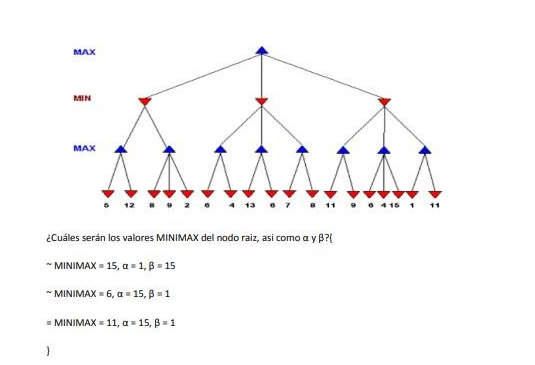 MAX
MIN
MAX
5 12 8 9 2 6 4 13 6 7 8 11 9 6 4 15 1 11
¿Cuáles serán los valores MINIMAX del nodo raiz, asi como α y β?{
~ MINIMAX = 15, α = 1, β = 15
~ MINIMAX = 6, α = 15, β = 1
= MINIMAX = 11, α = 15, β = 1
}